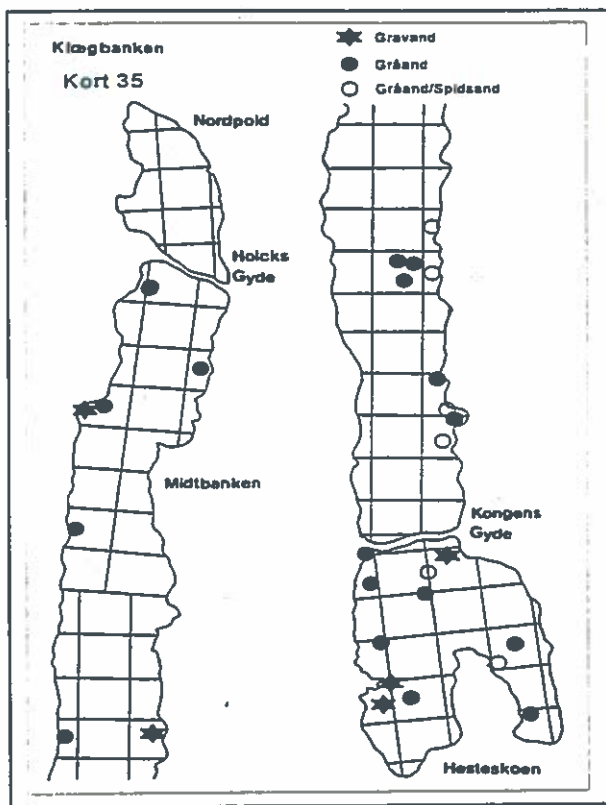 Klægbanken
Kort 35
Gravand
Gråand
Gråand/Spidsand
Nordpold
Holcks
Gyde
Midtbanken
Kongens
Gyde
Hesteskoen